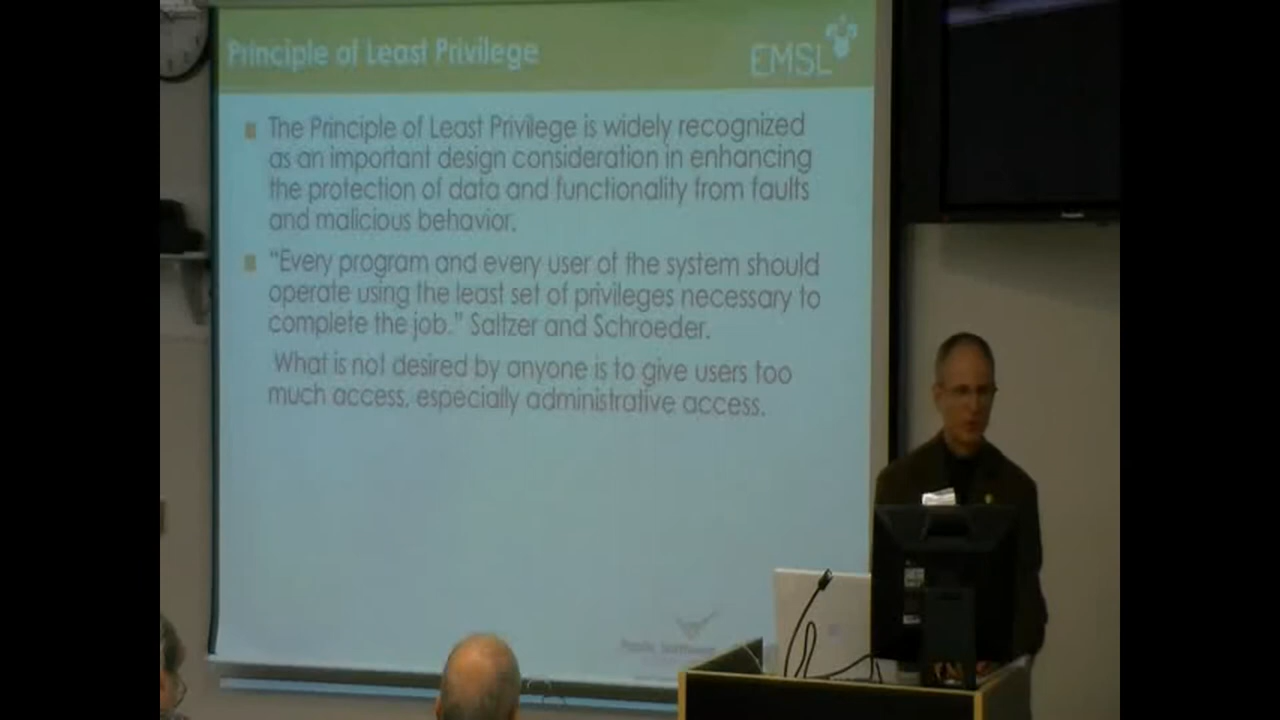 Principle of Least Privilege
EMSL
The Principle of Least Privilege is widely recognized
as an important design consideration in enhancing
the protection of data and functionality from faults
and malicious behavior.
"Every program and every user of the system should
operate using the least set of privileges necessary to
complete the job." Saltzer and Schroeder.
What is not desired by anyone is to give users too
much access, especially administrative access.
Pacific Northwest